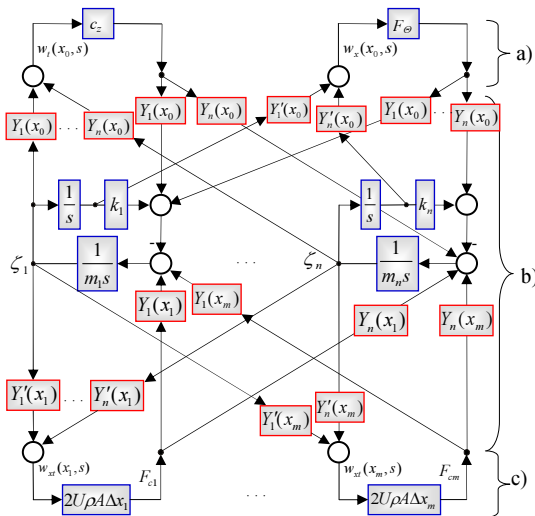 c_z F_Θ a)
w_t(x_0,s) w_x(x_0,s)
Y_1(x_0) ... Y_n(x_0) Y_1(x_0) Y_n(x_0) Y_1'(x_0) Y_n'(x_0) Y_1(x_0) ... Y_n(x_0)
1/s k_1 1/s k_n
- -
ζ_1 1/(m_1s) ... ζ_n 1/(m_ns) b)
Y_1(x_1) Y_1(x_m) Y_n(x_1) Y_n(x_m)
Y_1'(x_1) ... Y_n'(x_1) Y_1'(x_m) Y_n'(x_m)
w_xt(x_1,s) F_c1 w_xt(x_m,s) F_cm c)
2UρAΔx_1 ... 2UρAΔx_m